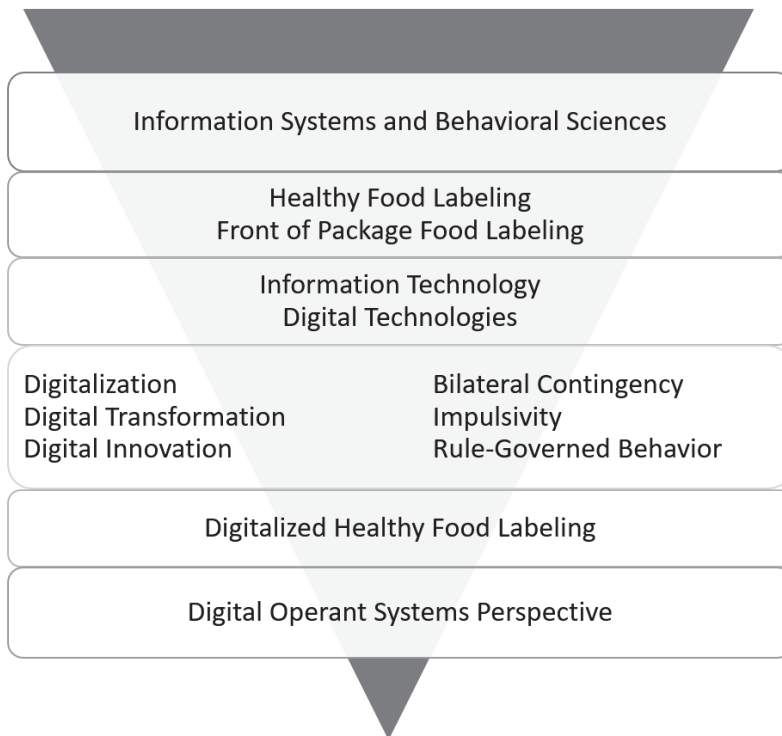 Information Systems and Behavioral Sciences
Healthy Food Labeling
Front of Package Food Labeling
Information Technology
Digital Technologies
Digitalization
Digital Transformation
Digital Innovation
Bilateral Contingency
Impulsivity
Rule-Governed Behavior
Digitalized Healthy Food Labeling
Digital Operant Systems Perspective